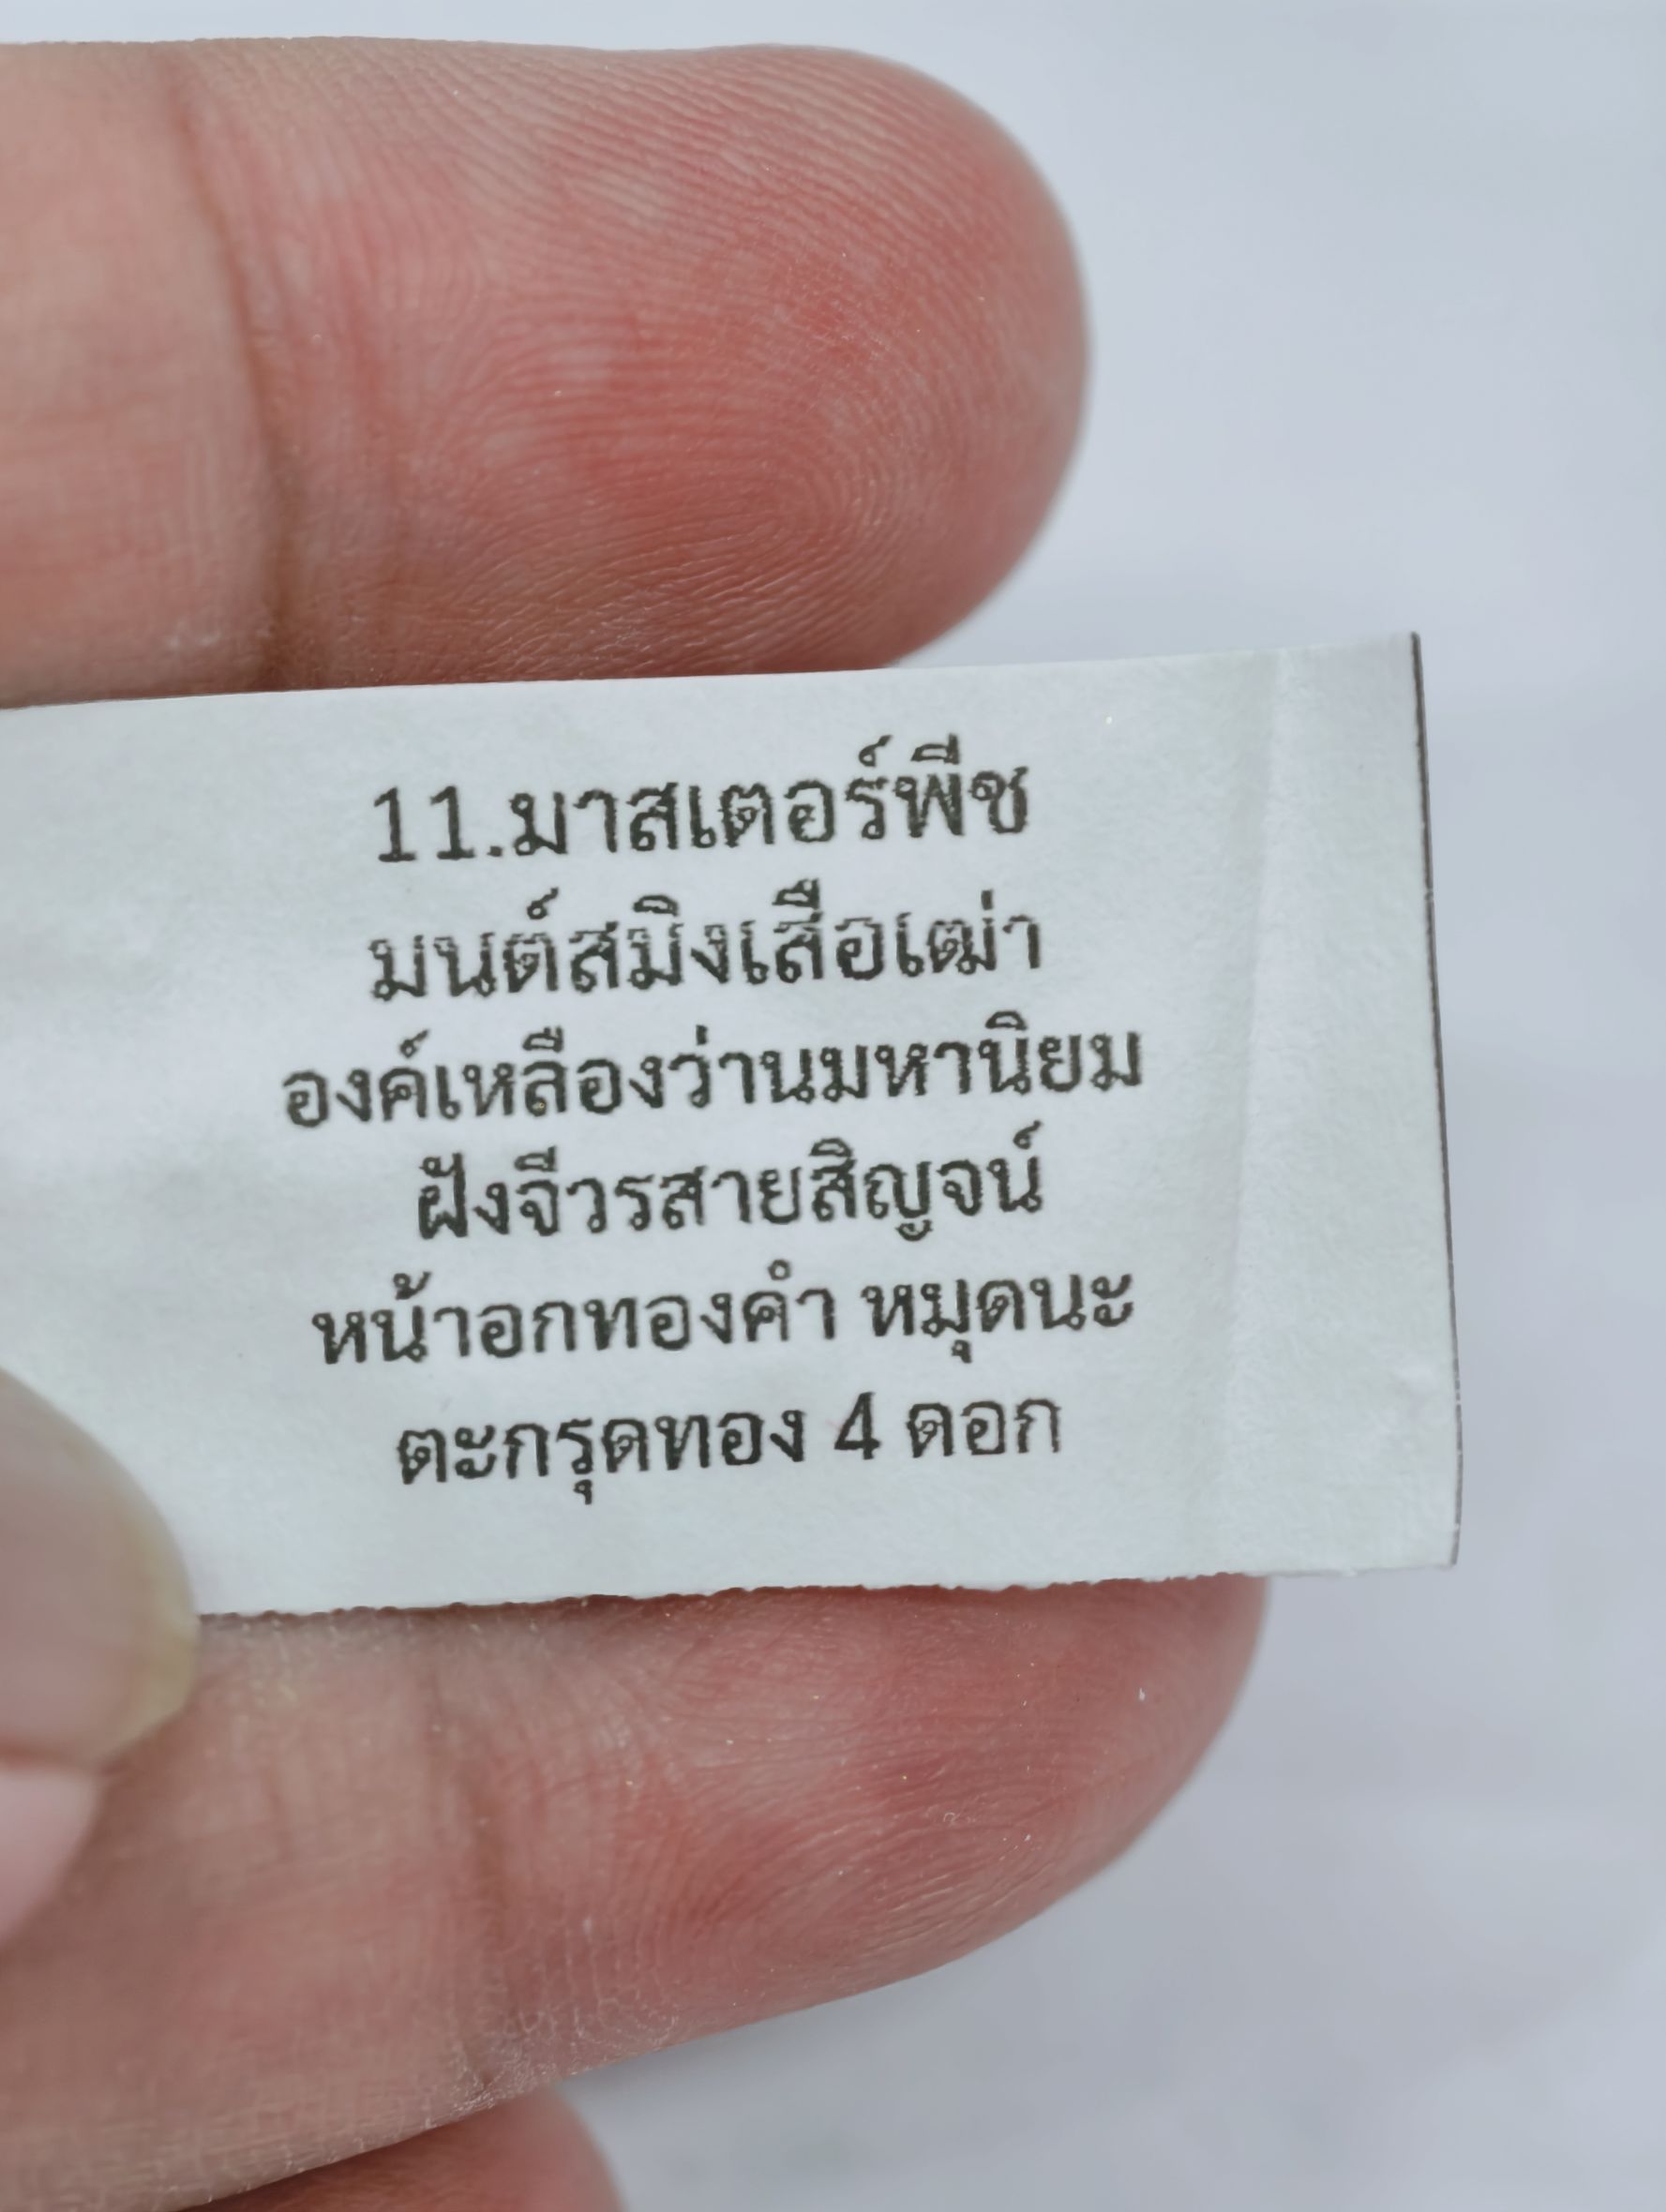 11.มาสเตอร์พีช
มนต์สมิงเสือเฒ่า
องค์เหลืองว่านมหานิยม
ฝังจีวรสายสิญจน์
หน้าอกทองคำ หมุดนะ
ตะกรุดทอง 4 ดอก